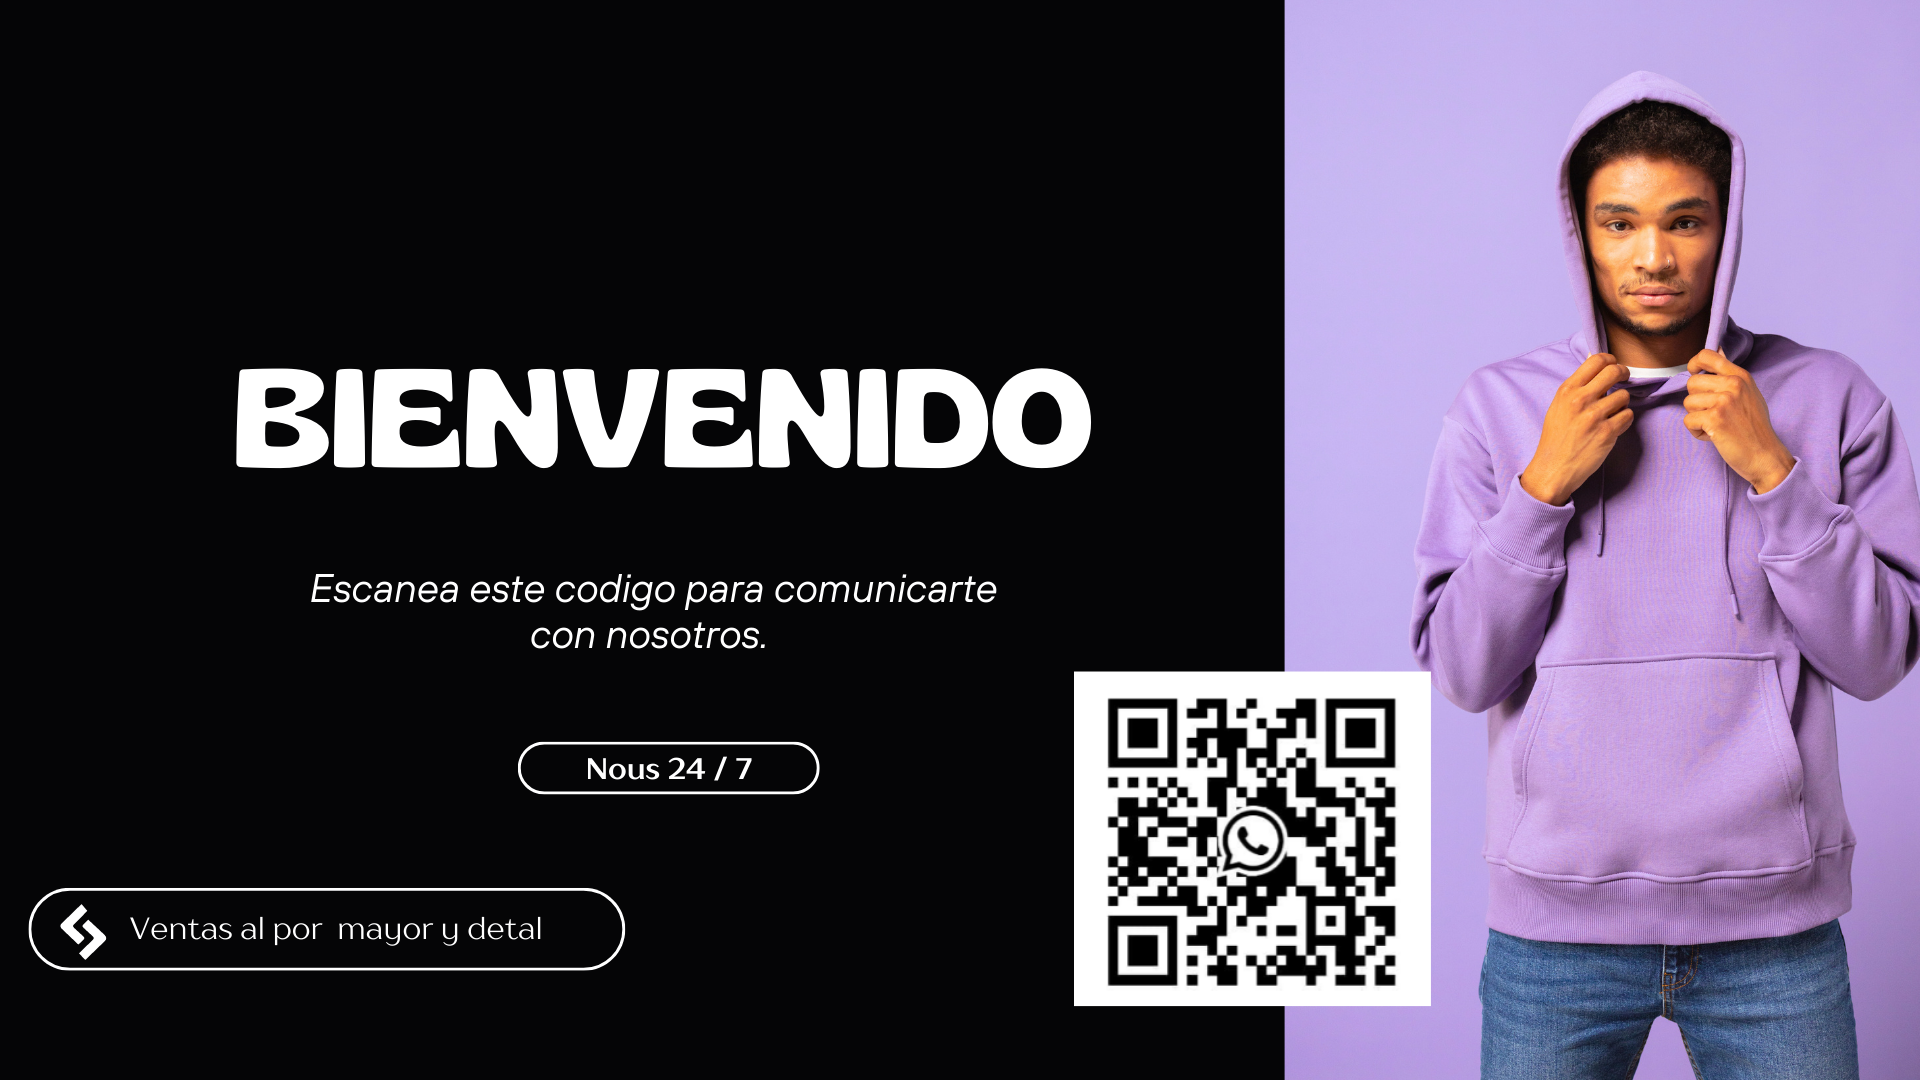 BIENVENIDO
Escanea este codigo para comunicarte
con nosotros.
Nous 24 / 7
Ventas al por  mayor y detal